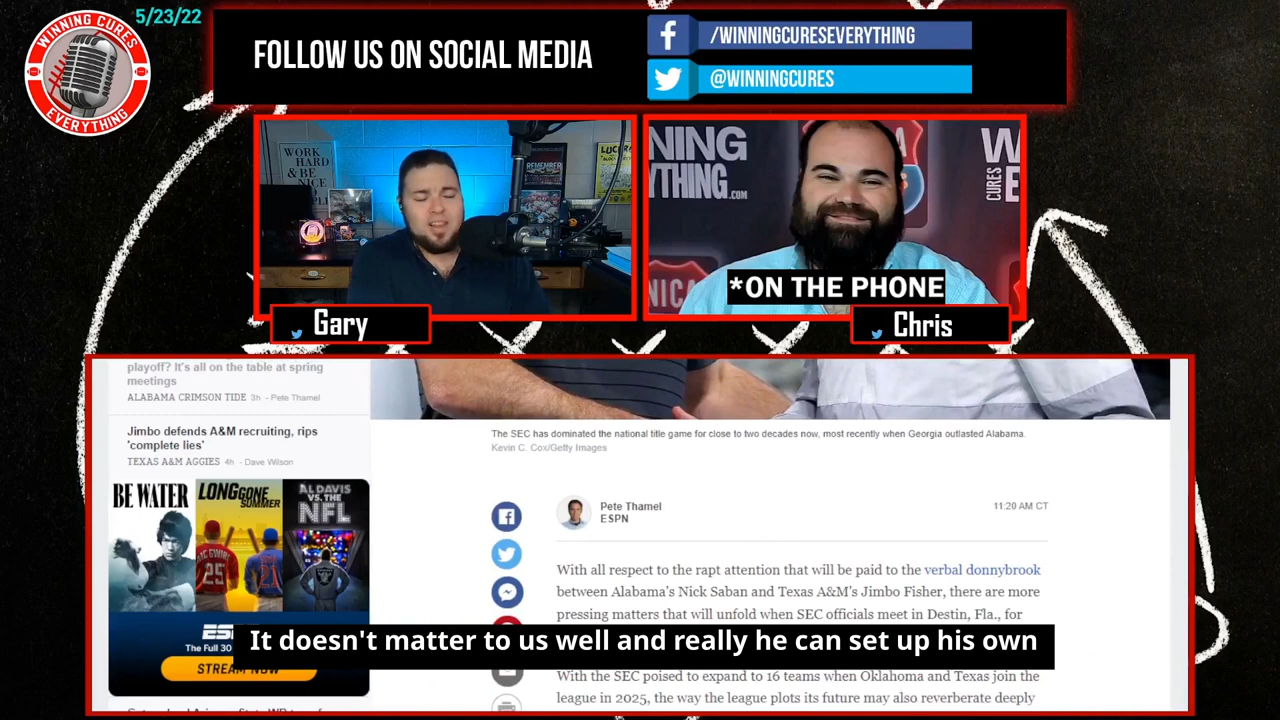 5/23/22
WINNING CURES
EVERYTHING
FOLLOW US ON SOCIAL MEDIA
/WINNINGCURESEVERYTHING
@WINNINGCURES
WORK
HARD
& BE
NICE
REMEMBER
NING
YTHING.COM
W
CURES
E
NICA
*ON THE PHONE
Gary
Chris
playoff? It's all on the table at spring
meetings
ALABAMA CRIMSON TIDE 3h - Pete Thamel
Jimbo defends A&M recruiting, rips
'complete lies'
TEXAS A&M AGGIES 4h - Dave Wilson
BE WATER
LONG GONE
SUMMER
AL DAVIS
VS. THE
NFL
25
21
The Full 30
STREAM NOW
The SEC has dominated the national title game for close to two decades now, most recently when Georgia outlasted Alabama.
Kevin C. Cox/Getty Images
Pete Thamel
ESPN
11:20 AM CT
With all respect to the rapt attention that will be paid to the verbal donnybrook
between Alabama's Nick Saban and Texas A&M's Jimbo Fisher, there are more
pressing matters that will unfold when SEC officials meet in Destin, Fla., for
It doesn't matter to us well and really he can set up his own
With the SEC poised to expand to 16 teams when Oklahoma and Texas join the
league in 2025, the way the league plots its future may also reverberate deeply